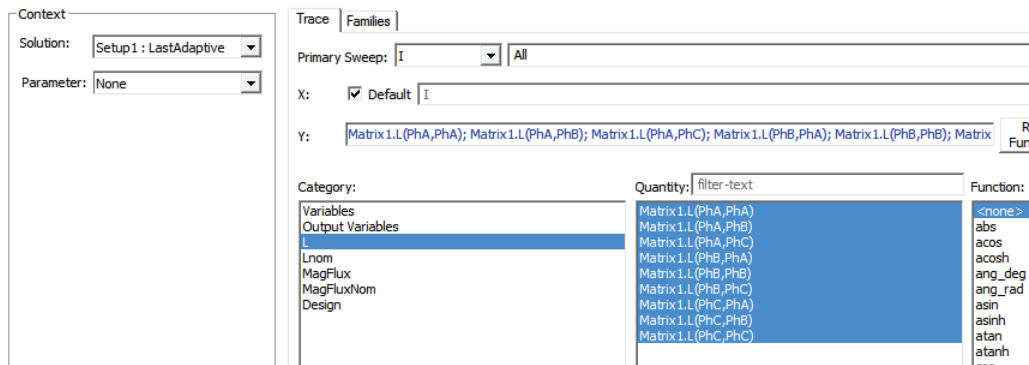 Context
Solution: Setup1 : LastAdaptive
Parameter: None
Trace Families
Primary Sweep: I All
X: Default I
Y: Matrix1.L(PhA,PhA); Matrix1.L(PhA,PhB); Matrix1.L(PhA,PhC); Matrix1.L(PhB,PhA); Matrix1.L(PhB,PhB); Matrix
Category:
Variables
Output Variables
L
Lnom
MagFlux
MagFluxNom
Design
Quantity: filter-text
Matrix1.L(PhA,PhA)
Matrix1.L(PhA,PhB)
Matrix1.L(PhA,PhC)
Matrix1.L(PhB,PhA)
Matrix1.L(PhB,PhB)
Matrix1.L(PhB,PhC)
Matrix1.L(PhC,PhA)
Matrix1.L(PhC,PhB)
Matrix1.L(PhC,PhC)
Function:
<none>
abs
acos
acosh
ang_deg
ang_rad
asin
asinh
atan
atanh